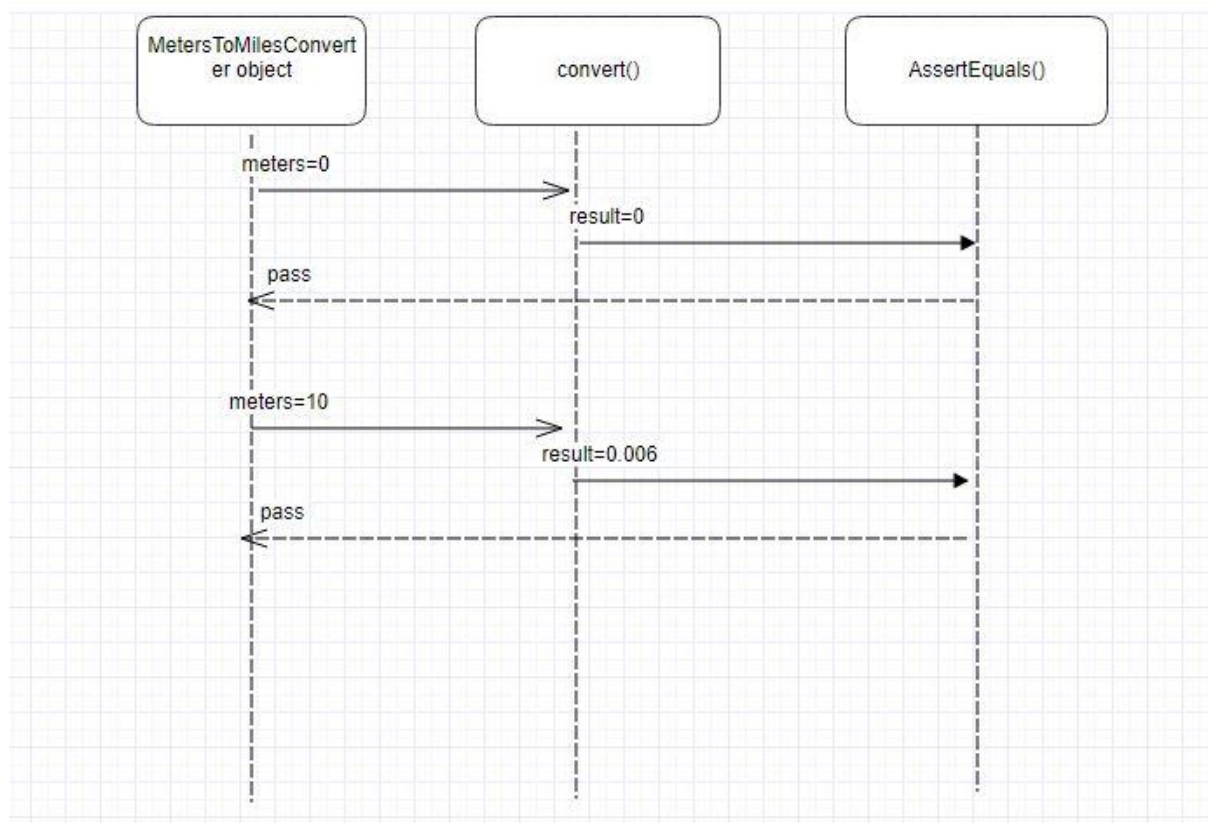 MetersToMilesConvert
er object
convert()
AssertEquals()
meters=0
result=0
pass
meters=10
result=0.006
pass